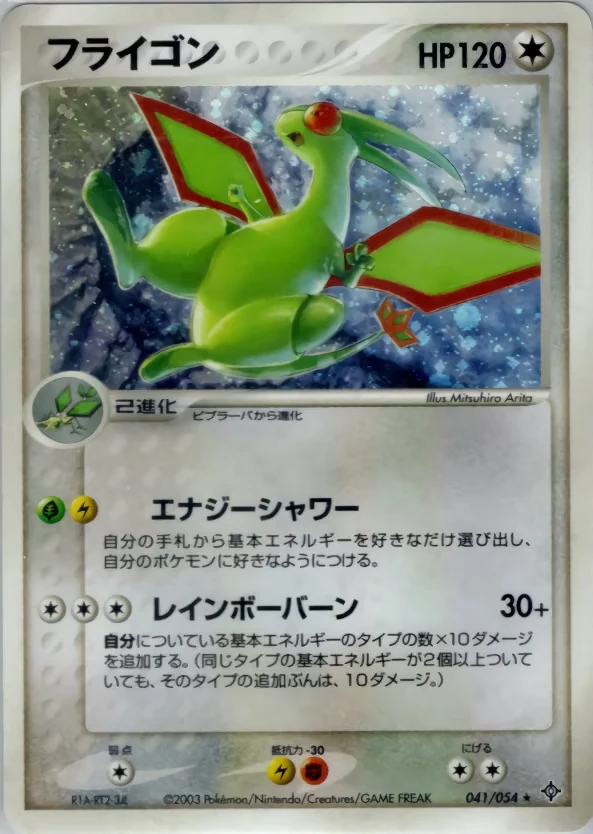 フライゴン
HP120
Illus. Mitsuhiro Arita
2進化
ビブラーバから進化
エナジーシャワー
自分の手札から基本エネルギーを好きなだけ選び出し、
自分のポケモンに好きなようにつける。
レインボーバーン 30+
自分についている基本エネルギーのタイプの数×10ダメージ
を追加する。(同じタイプの基本エネルギーが2個以上ついて
いても、そのタイプの追加ぶんは、10ダメージ。)
弱点 抵抗力 -30 にげる
©2003 Pokémon/Nintendo/Creatures/GAME FREAK 041/054 ★